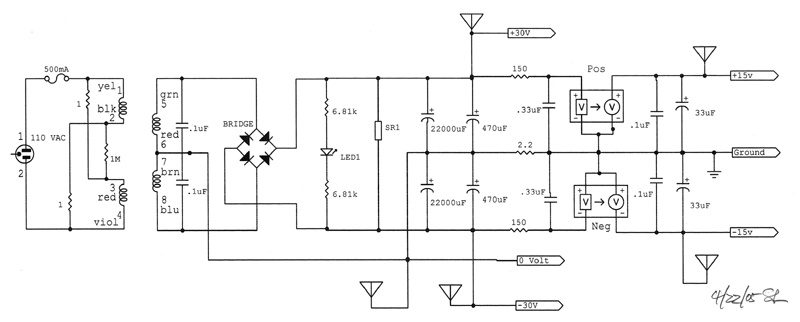 500mA
yel 1
blk 2
1
110 VAC
1
2
1M
3
red
1
viol 4
grn
5
red
6
7
brn
8
blu
.1uF
.1uF
BRIDGE
6.81k
LED1
6.81k
SR1
22000uF
470uF
22000uF
470uF
+30V
150
.33uF
2.2
.33uF
150
Pos
+ +
V → V
- -
+ +
V → V
- -
Neg
.1uF
33uF
.1uF
33uF
+15v
Ground
-15v
0 Volt
-30V
4/22/05 SL